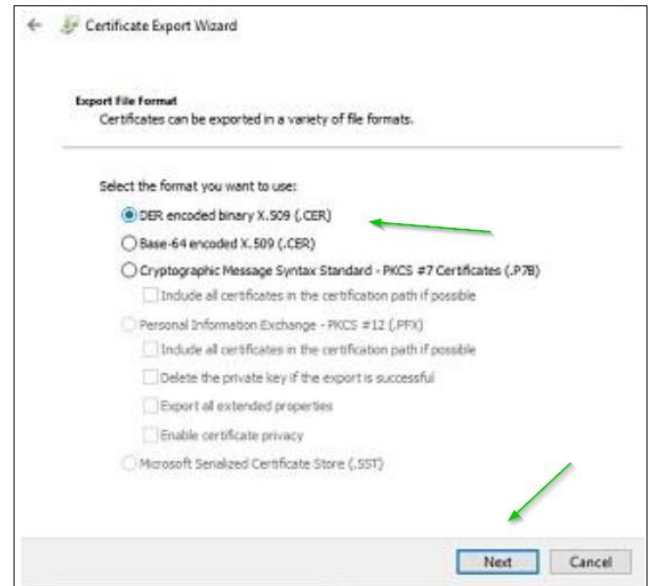 Certificate Export Wizard
Export File Format
Certificates can be exported in a variety of file formats.
Select the format you want to use:
DER encoded binary X.509 (.CER)
Base-64 encoded X.509 (.CER)
Cryptographic Message Syntax Standard - PKCS #7 Certificates (.P7B)
Include all certificates in the certification path if possible
Personal Information Exchange - PKCS #12 (.PFX)
Include all certificates in the certification path if possible
Delete the private key if the export is successful
Export all extended properties
Enable certificate privacy
Microsoft Serialized Certificate Store (.SST)
Next Cancel